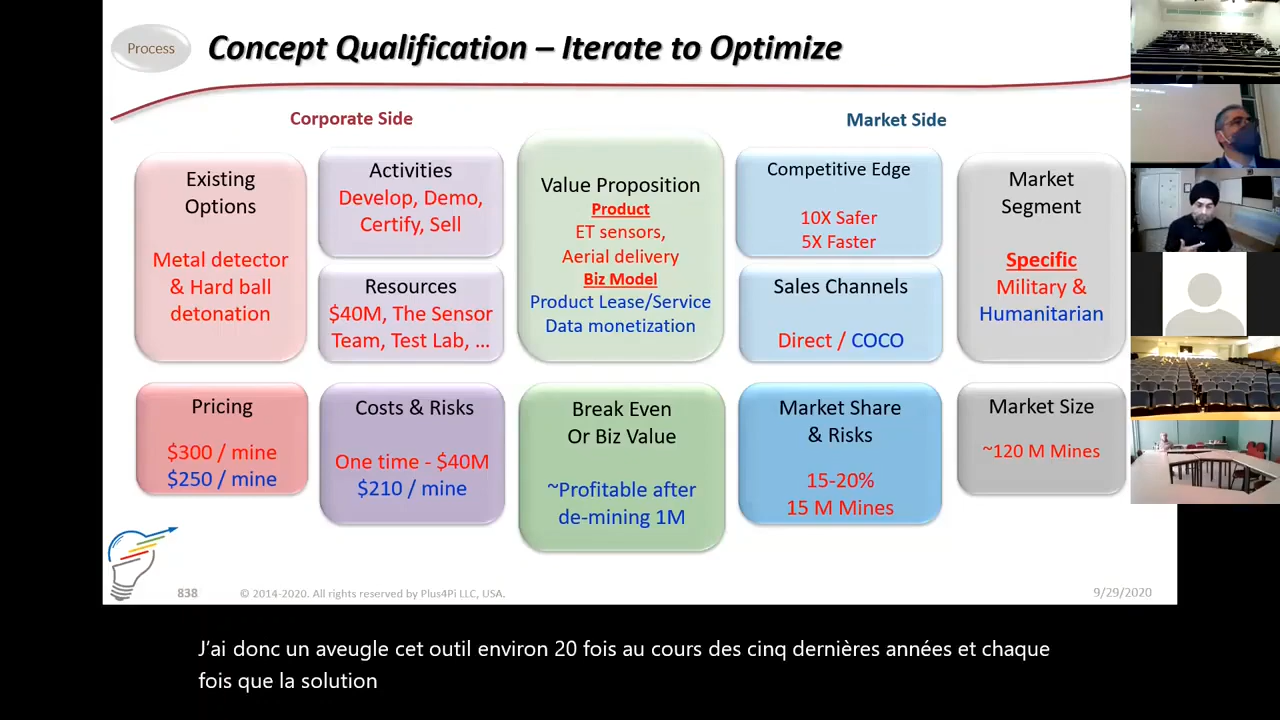 Process
Concept Qualification – Iterate to Optimize
Corporate Side
Market Side
Existing
Options
Metal detector
& Hard ball
detonation
Activities
Develop, Demo,
Certify, Sell
Resources
$40M, The Sensor
Team, Test Lab, ...
Value Proposition
Product
ET sensors,
Aerial delivery
Biz Model
Product Lease/Service
Data monetization
Competitive Edge
10X Safer
5X Faster
Sales Channels
Direct / COCO
Market
Segment
Specific
Military &
Humanitarian
Pricing
$300 / mine
$250 / mine
Costs & Risks
One time - $40M
$210 / mine
Break Even
Or Biz Value
~Profitable after
de-mining 1M
Market Share
& Risks
15-20%
15 M Mines
Market Size
~120 M Mines
838
© 2014-2020. All rights reserved by Plus4Pi LLC, USA.
9/29/2020
J'ai donc un aveugle cet outil environ 20 fois au cours des cinq dernières années et chaque
fois que la solution